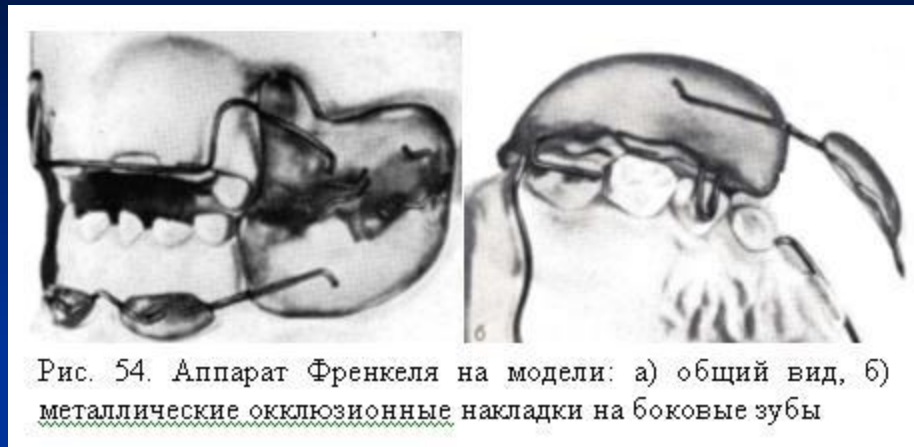 б
Рис. 54. Аппарат Френкеля на модели: а) общий вид, б)
металлические окклюзионные накладки на боковые зубы